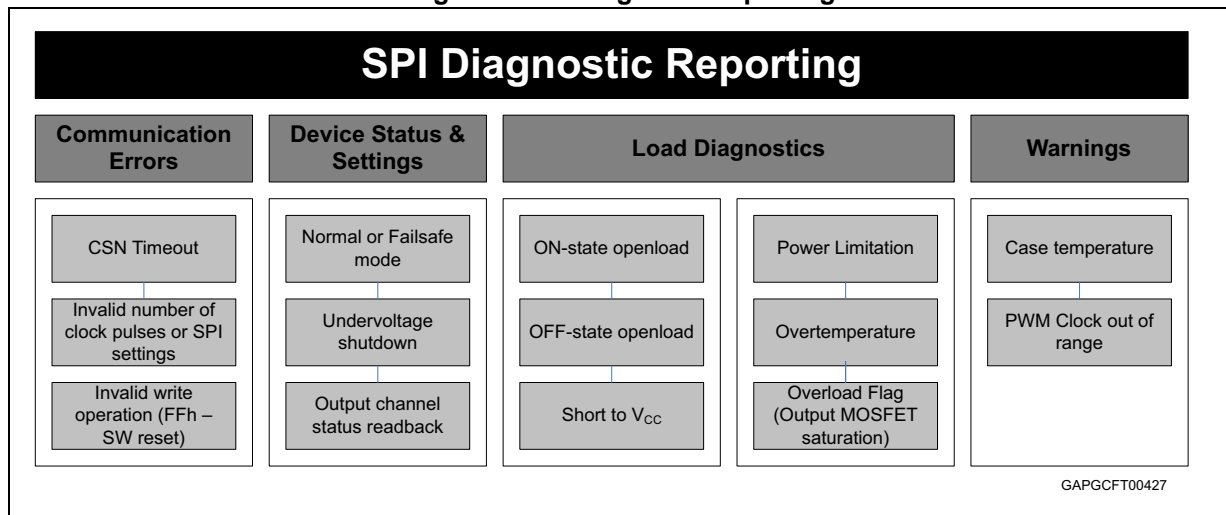 SPI Diagnostic Reporting
Communication
Errors
Device Status &
Settings
Load Diagnostics
Warnings
CSN Timeout
Invalid number of
clock pulses or SPI
settings
Invalid write
operation (FFh –
SW reset)
Normal or Failsafe
mode
Undervoltage
shutdown
Output channel
status readback
ON-state openload
OFF-state openload
Short to VCC
Power Limitation
Overtemperature
Overload Flag
(Output MOSFET
saturation)
Case temperature
PWM Clock out of
range
GAPGCFT00427